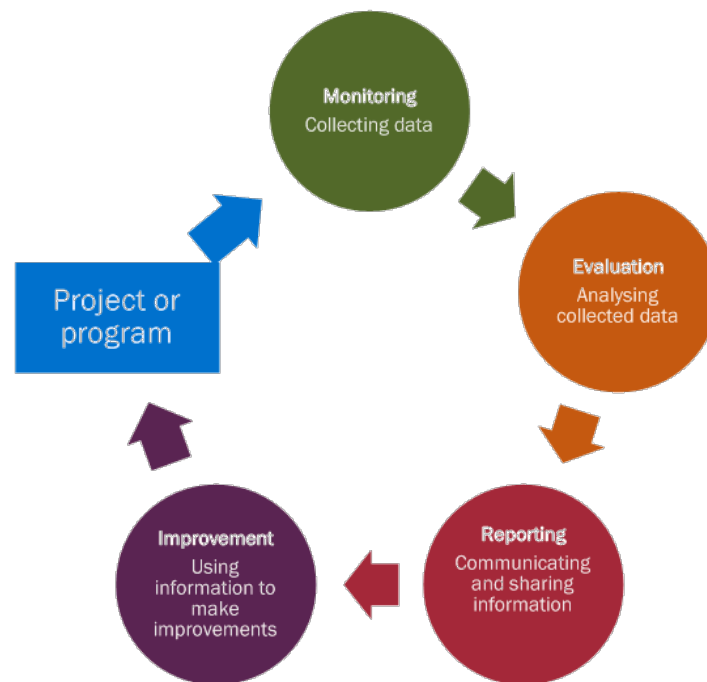 Monitoring
Collecting data
Evaluation
Analysing
collected data
Project or
program
Reporting
Communicating
and sharing
information
Improvement
Using
information to
make
improvements